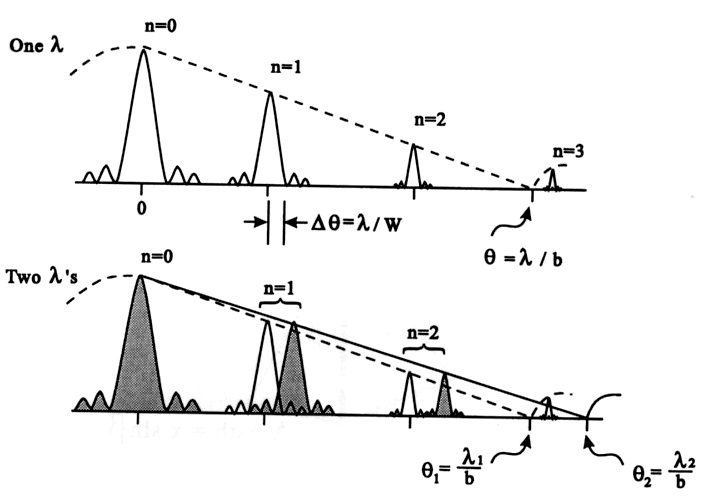 n=0
One λ
n=1
n=2
n=3
0
Δθ=λ/W
θ = λ / b
n=0
Two λ's
n=1
n=2
θ₁= λ₁/b
θ₂= λ₂/b